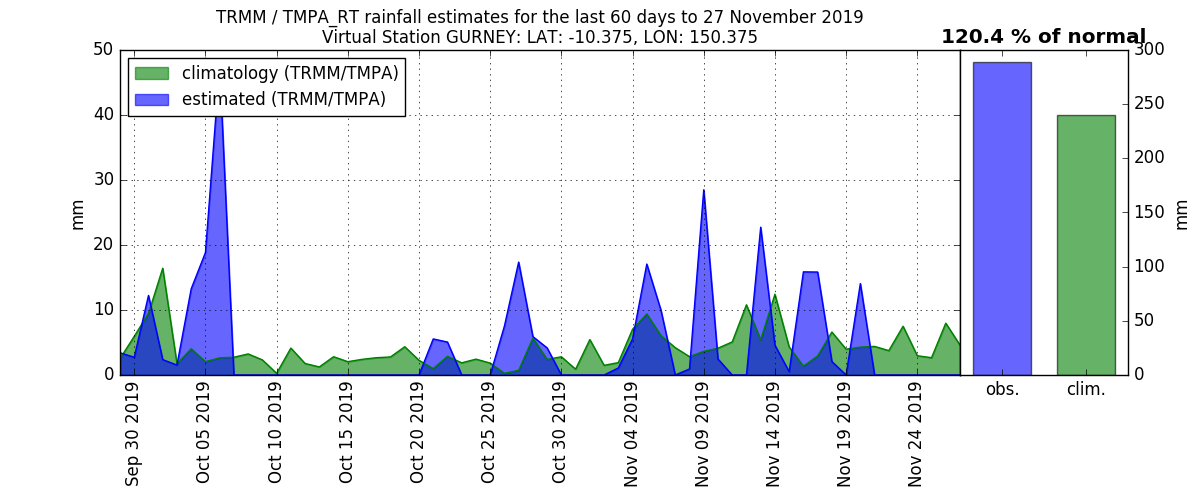 TRMM / TMPA_RT rainfall estimates for the last 60 days to 27 November 2019
Virtual Station GURNEY: LAT: -10.375, LON: 150.375
120.4 % of normal
climatology (TRMM/TMPA)
estimated (TRMM/TMPA)
50
40
30
20
10
0
mm
300
250
200
150
100
50
0
mm
Sep 30 2019
Oct 05 2019
Oct 10 2019
Oct 15 2019
Oct 20 2019
Oct 25 2019
Oct 30 2019
Nov 04 2019
Nov 09 2019
Nov 14 2019
Nov 19 2019
Nov 24 2019
obs.
clim.